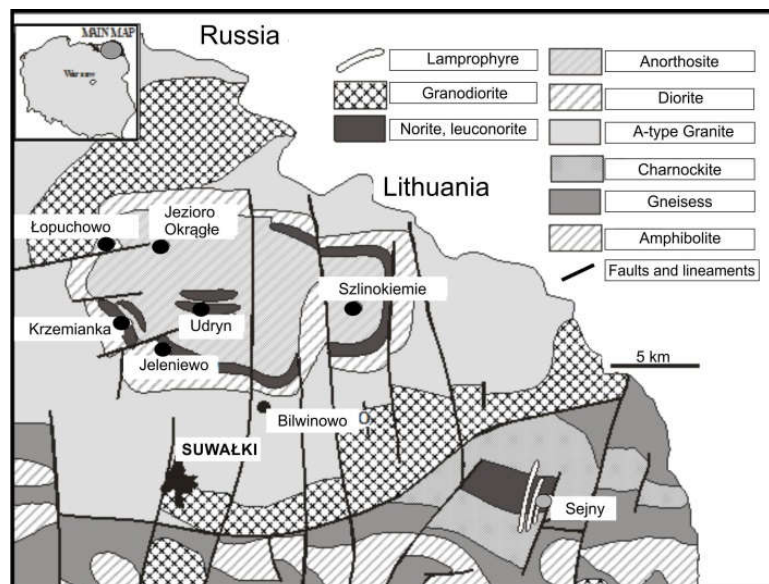 MAIN MAP
Warsaw
Russia
Lithuania
Lamprophyre
Granodiorite
Norite, leuconorite
Anorthosite
Diorite
A-type Granite
Charnockite
Gneisess
Amphibolite
Faults and lineaments
5 km
Łopuchowo
Jezioro
Okrągłe
Szlinokiemie
Krzemianka
Udryn
Jeleniewo
Bilwinowo
SUWAŁKI
Sejny